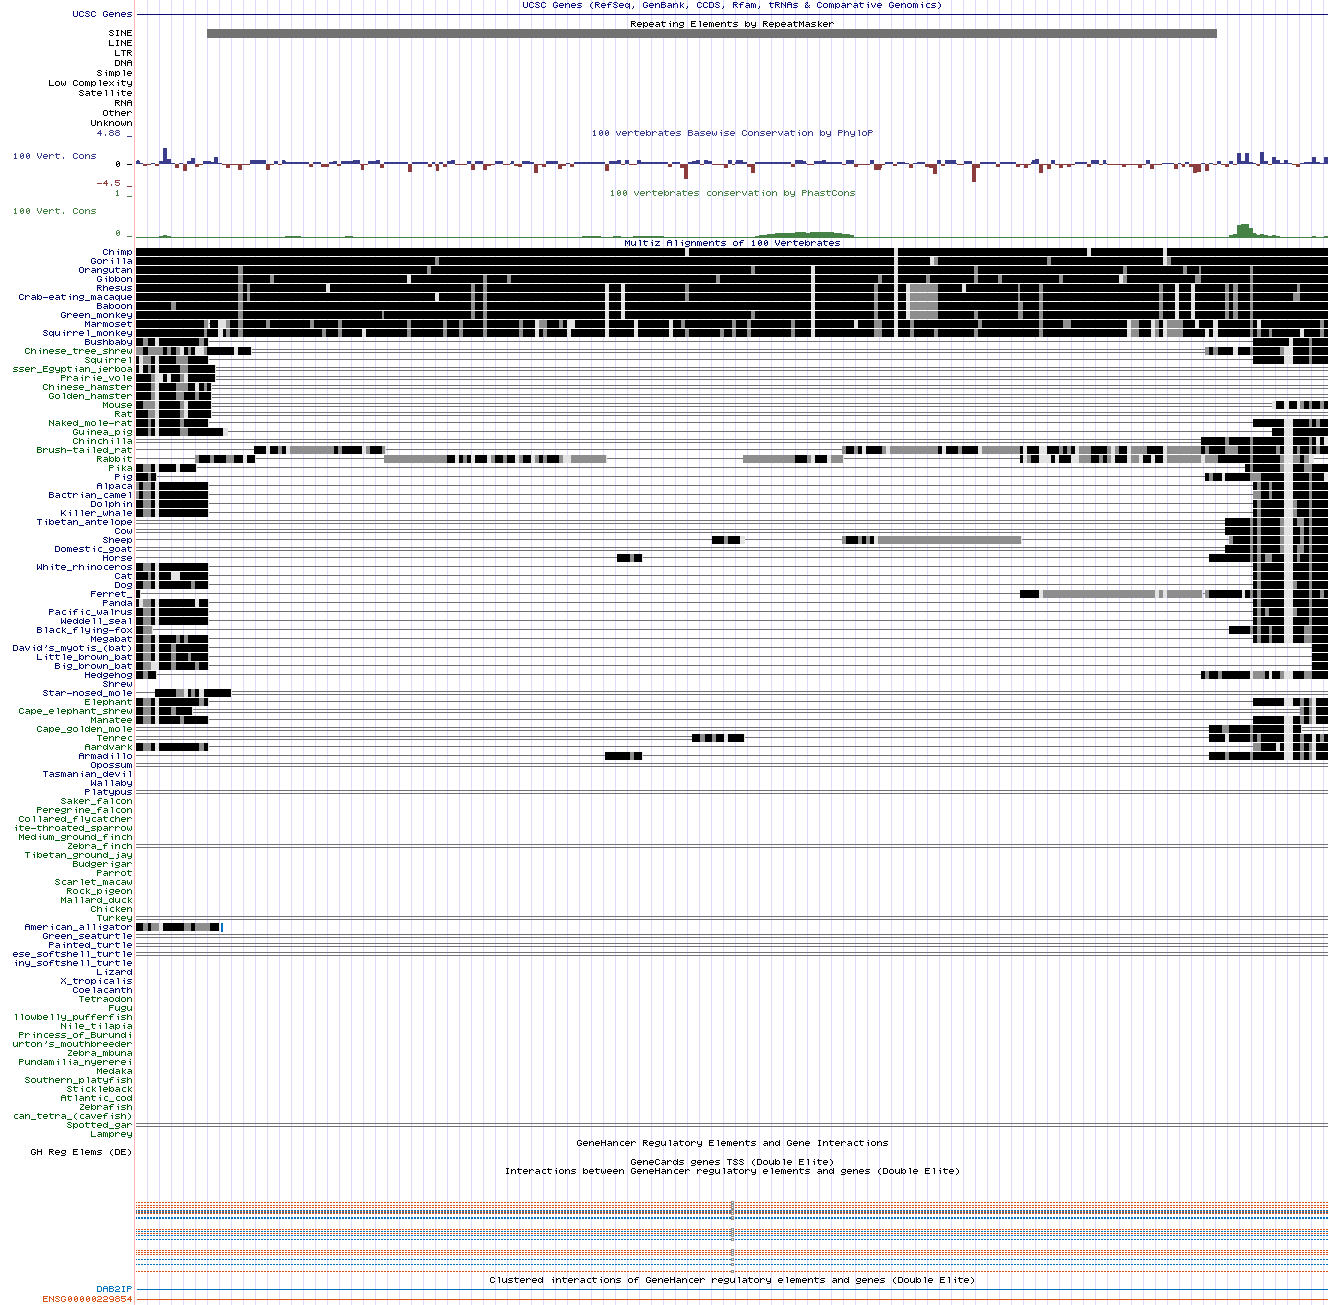 UCSC Genes (RefSeq, GenBank, CCDS, Rfam, tRNAs & Comparative Genomics)
UCSC Genes
Repeating Elements by RepeatMasker
SINE
LINE
LTR
DNA
Simple
Low Complexity
Satellite
RNA
Other
Unknown
4.88 _
100 vertebrates Basewise Conservation by PhyloP
100 Vert. Cons
0 _
-4.5 _
1 _
100 vertebrates conservation by PhastCons
100 Vert. Cons
0 _
Multiz Alignments of 100 Vertebrates
Chimp
Gorilla
Orangutan
Gibbon
Rhesus
Crab-eating_macaque
Baboon
Green_monkey
Marmoset
Squirrel_monkey
Bushbaby
Chinese_tree_shrew
Squirrel
sser_Egyptian_jerboa
Prairie_vole
Chinese_hamster
Golden_hamster
Mouse
Rat
Naked_mole-rat
Guinea_pig
Chinchilla
Brush-tailed_rat
Rabbit
Pika
Pig
Alpaca
Bactrian_camel
Dolphin
Killer_whale
Tibetan_antelope
Cow
Sheep
Domestic_goat
Horse
White_rhinoceros
Cat
Dog
Ferret_
Panda
Pacific_walrus
Weddell_seal
Black_flying-fox
Megabat
David's_myotis_(bat)
Little_brown_bat
Big_brown_bat
Hedgehog
Shrew
Star-nosed_mole
Elephant
Cape_elephant_shrew
Manatee
Cape_golden_mole
Tenrec
Aardvark
Armadillo
Opossum
Tasmanian_devil
Wallaby
Platypus
Saker_falcon
Peregrine_falcon
Collared_flycatcher
ite-throated_sparrow
Medium_ground_finch
Zebra_finch
Tibetan_ground_jay
Budgerigar
Parrot
Scarlet_macaw
Rock_pigeon
Mallard_duck
Chicken
Turkey
American_alligator
Green_seaturtle
Painted_turtle
ese_softshell_turtle
iny_softshell_turtle
Lizard
X_tropicalis
Coelacanth
Tetraodon
Fugu
llowbelly_pufferfish
Nile_tilapia
Princess_of_Burundi
urton's_mouthbreeder
Zebra_mbuna
Pundamilia_nyererei
Medaka
Southern_platyfish
Stickleback
Atlantic_cod
Zebrafish
can_tetra_(cavefish)
Spotted_gar
Lamprey
GeneHancer Regulatory Elements and Gene Interactions
GH Reg Elems (DE)
GeneCards genes TSS (Double Elite)
Interactions between GeneHancer regulatory elements and genes (Double Elite)
Clustered interactions of GeneHancer regulatory elements and genes (Double Elite)
DAB2IP
ENSG00000229854